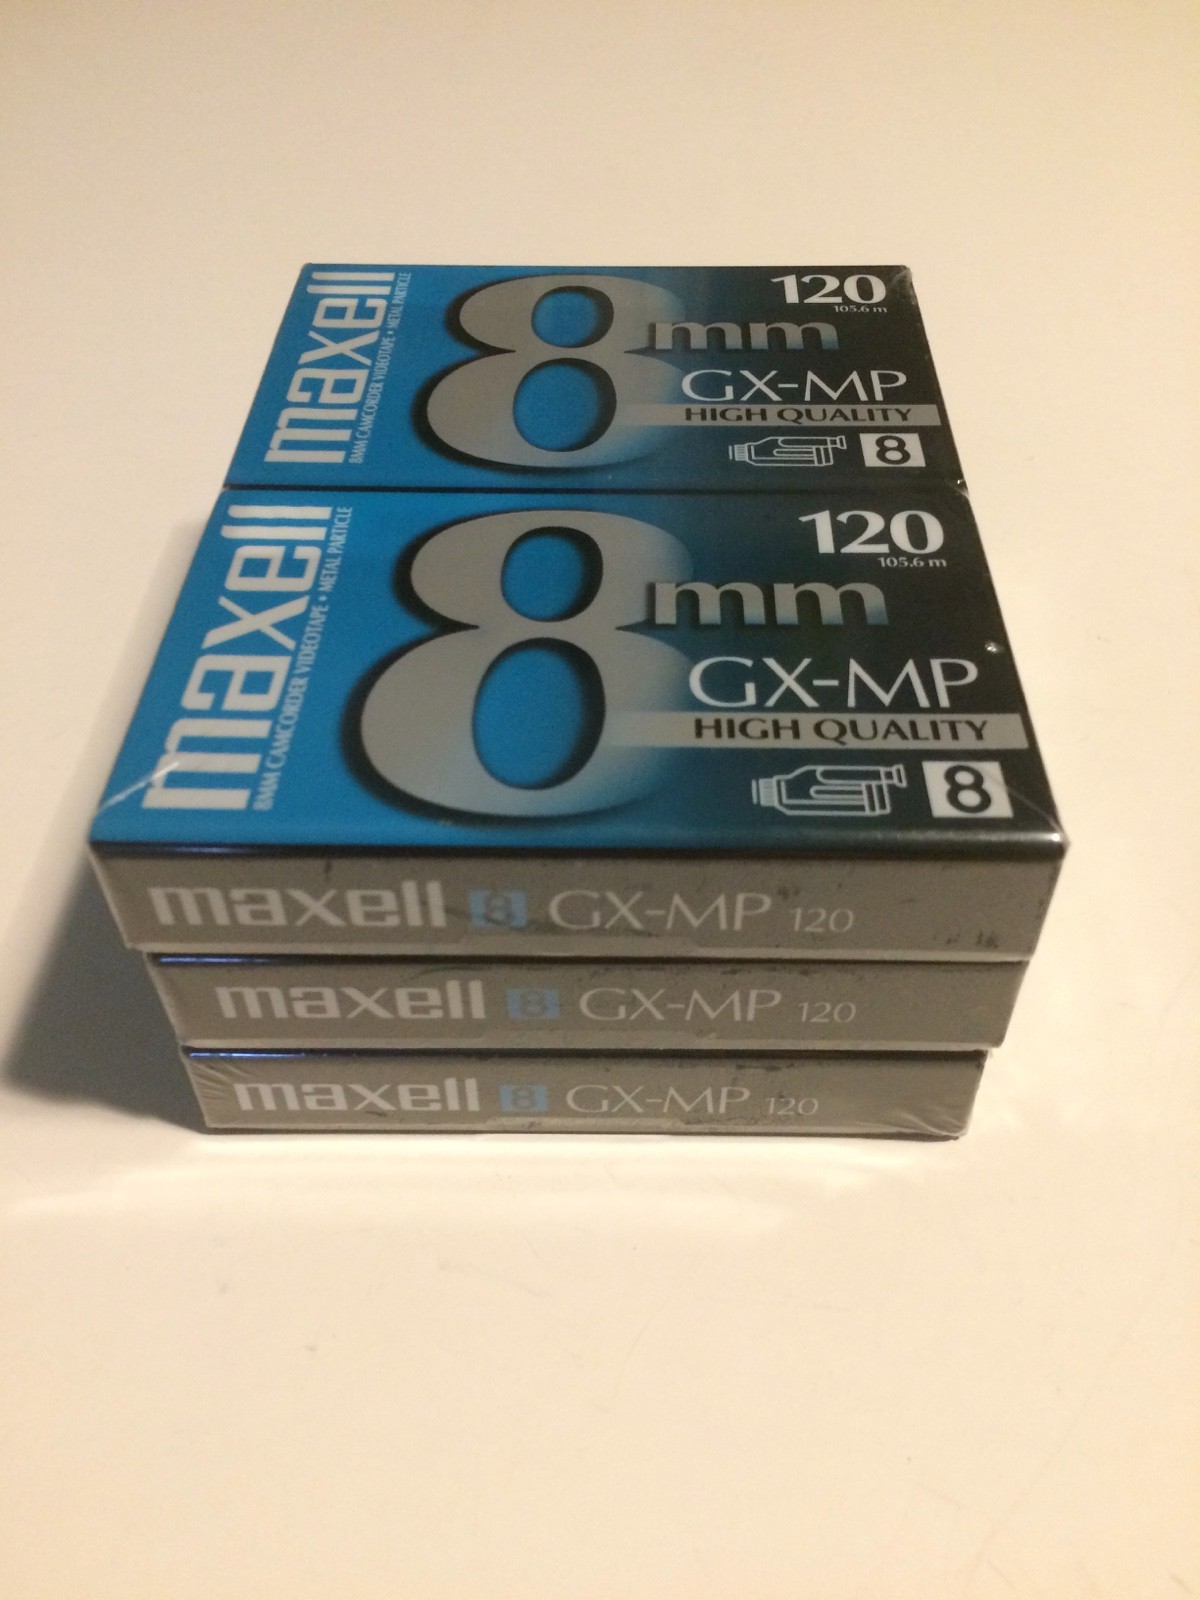 maxell
8MM CAMCORDER VIDEOTAPE • METAL PARTICLE
8mm
120
105.6 m
GX-MP
HIGH QUALITY
8
maxell
8MM CAMCORDER VIDEOTAPE • METAL PARTICLE
8mm
120
105.6 m
GX-MP
HIGH QUALITY
8
maxell 8 GX-MP 120
maxell 8 GX-MP 120
maxell 8 GX-MP 120